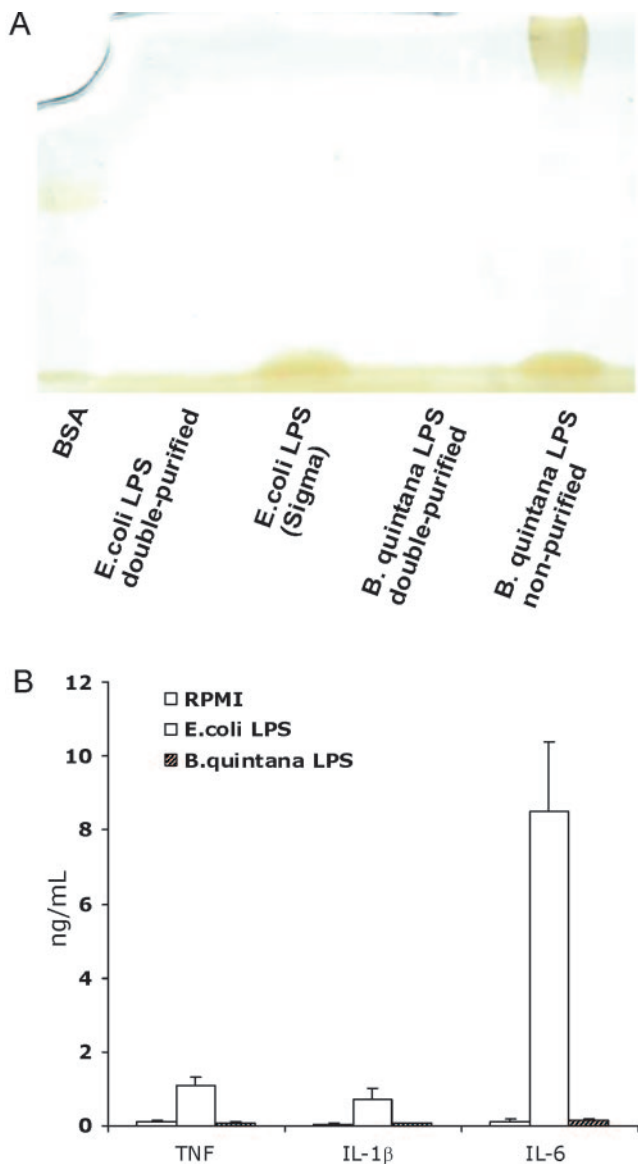 A
BSA
E.coli LPS
double-purified
E.coli LPS
(Sigma)
B. quintana LPS
double-purified
B. quintana LPS
non-purified
B
12
10
8
6
4
2
0
ng/mL
RPMI
E.coli LPS
B.quintana LPS
TNF
IL-1β
IL-6